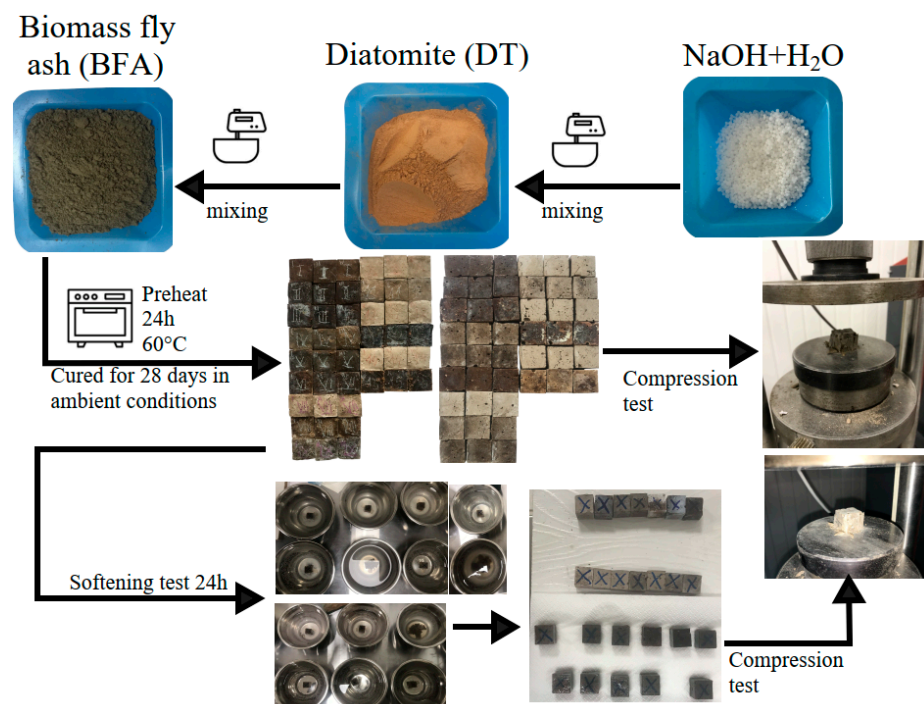 Biomass fly
ash (BFA)
Diatomite (DT)
NaOH+H₂O
mixing
mixing
Preheat
24h
60°C
Cured for 28 days in
ambient conditions
Compression
test
Softening test 24h
Compression
test